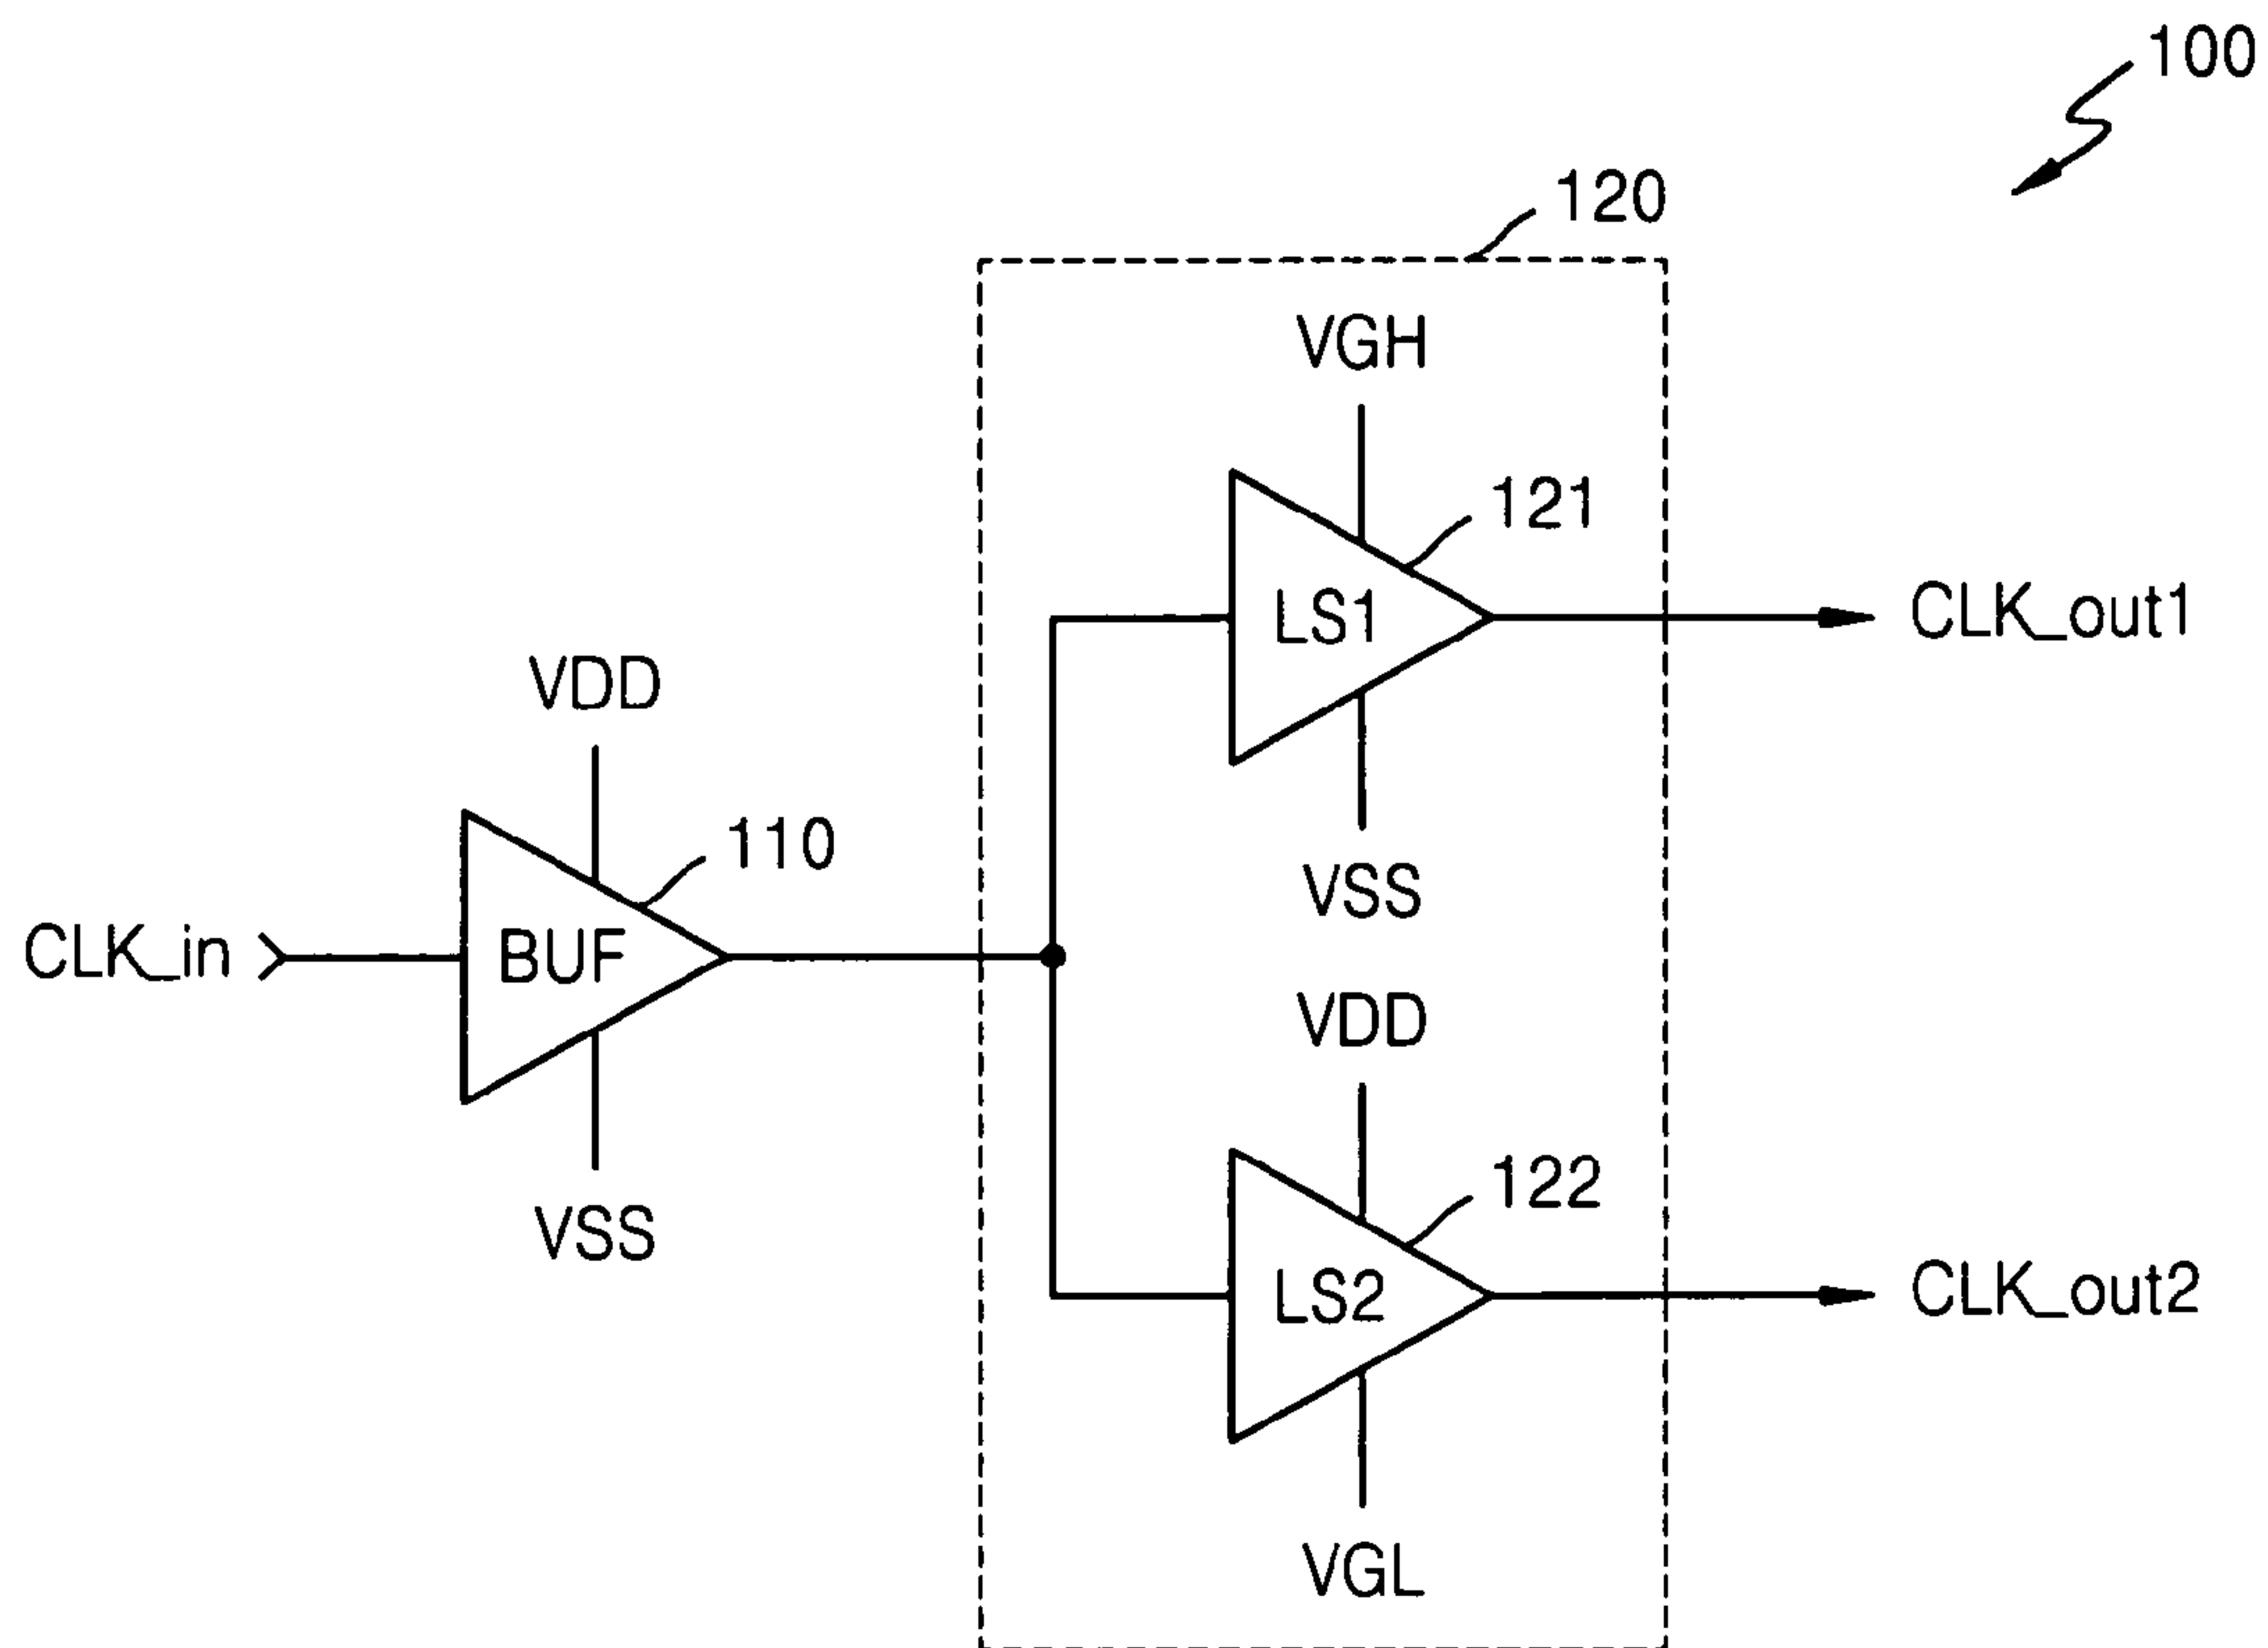 100
120
VGH
121
LS1
CLK_out1
VSS
VDD
110
CLK_in
BUF
VSS
VDD
122
LS2
CLK_out2
VGL